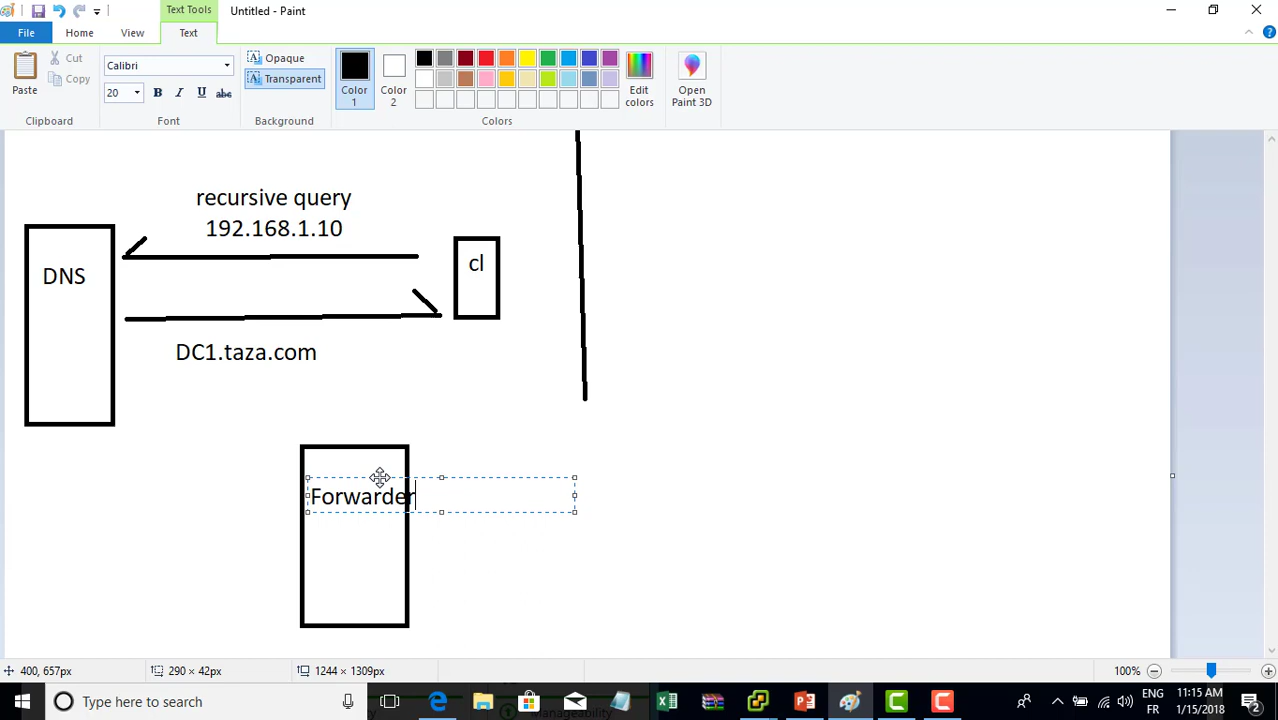 Text Tools
Untitled - Paint
File
Home
View
Text
Paste
Cut
Copy
Clipboard
Calibri
20
B I U abc
Font
Opaque
Transparent
Background
Color 1
Color 2
Edit colors
Open Paint 3D
Colors
recursive query
192.168.1.10
DNS
cl
DC1.taza.com
Forwarder
400, 657px
290 × 42px
1244 × 1309px
100%
Manageability
Type here to search
ENG
FR
11:15 AM
1/15/2018
2